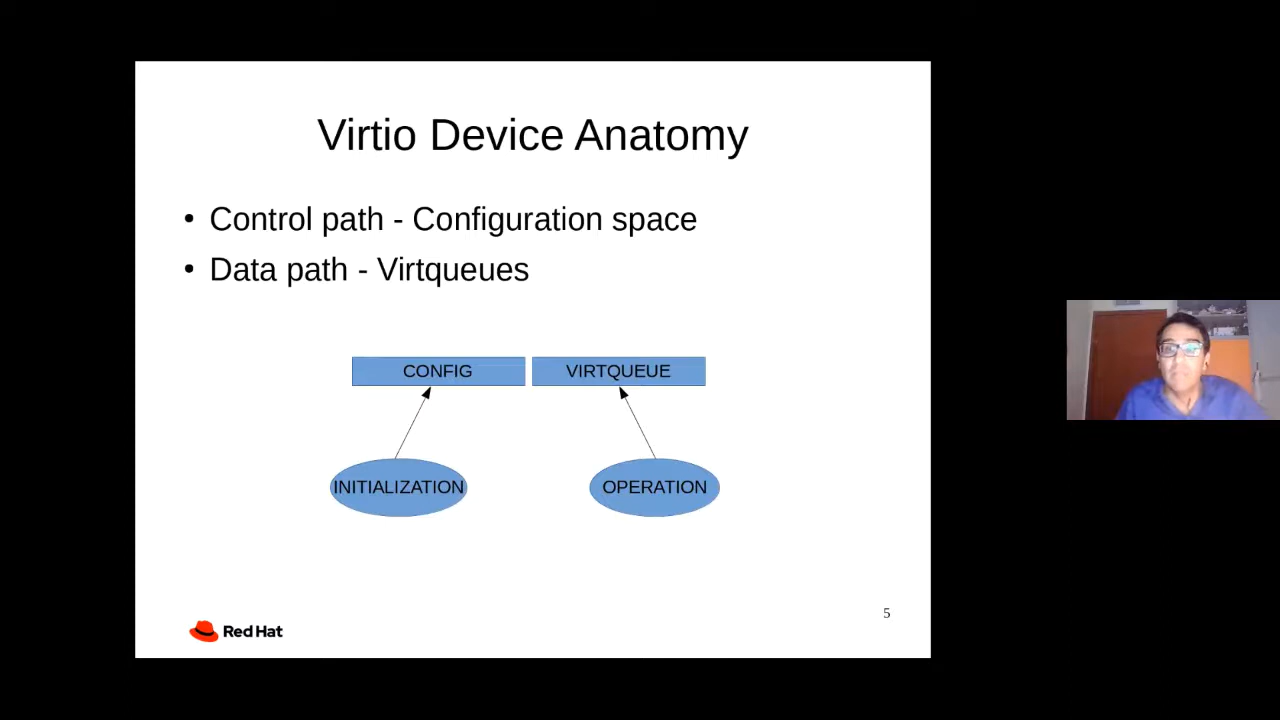 Virtio Device Anatomy
• Control path - Configuration space
• Data path - Virtqueues
CONFIG VIRTQUEUE
INITIALIZATION OPERATION
5
Red Hat